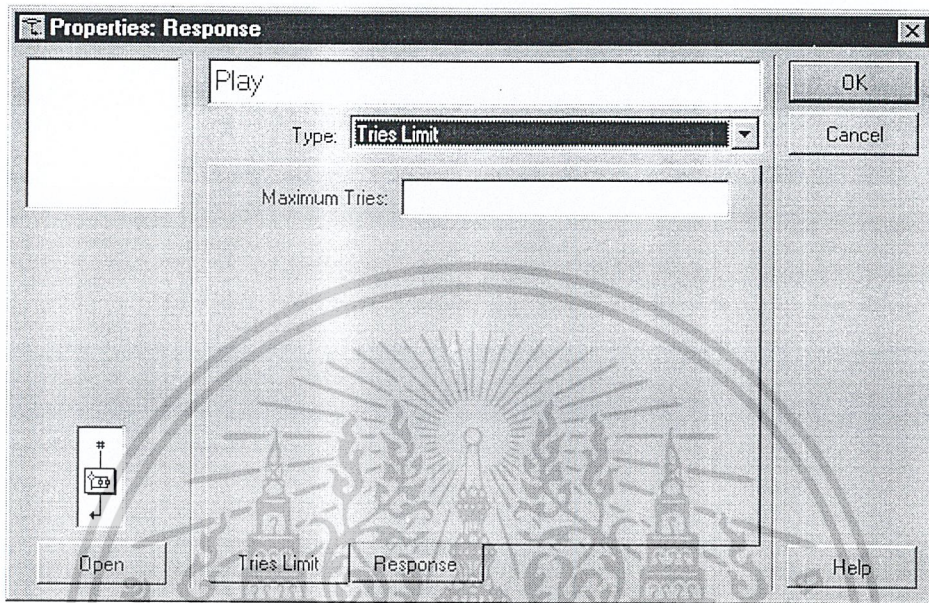 Properties: Response
Play
OK
Type: Tries Limit
Cancel
Maximum Tries:
#
Open
Tries Limit
Response
Help